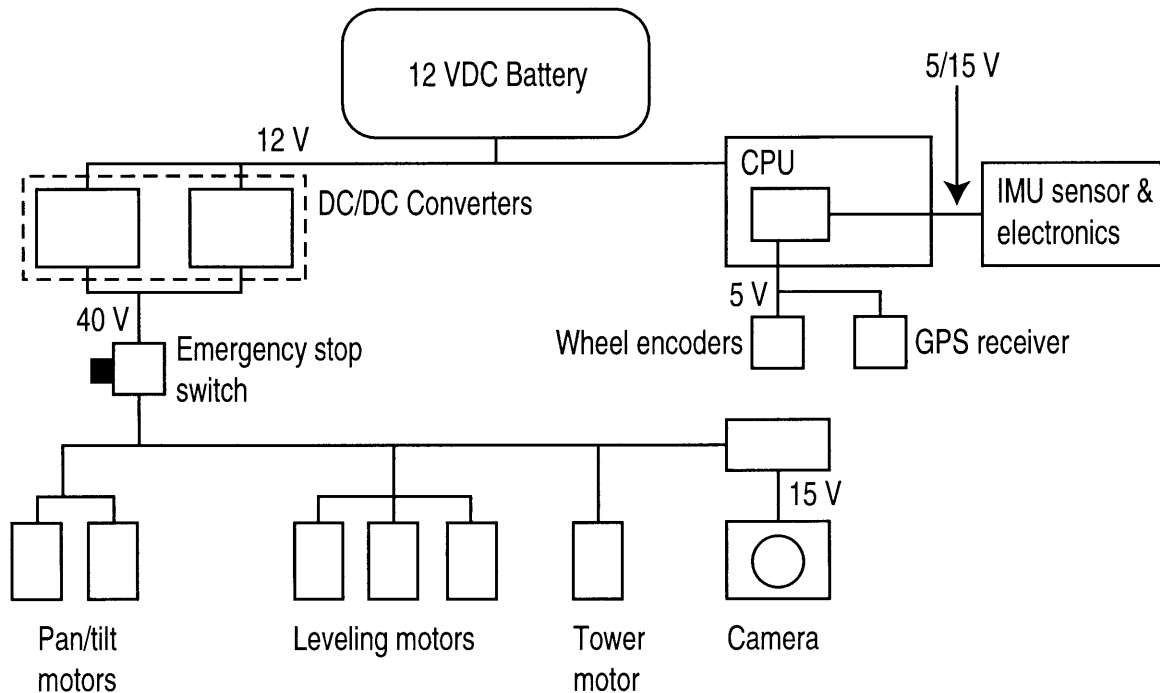 12 VDC Battery
5/15 V
12 V
CPU
DC/DC Converters
IMU sensor &
electronics
40 V
5 V
Emergency stop
switch
Wheel encoders
GPS receiver
15 V
Pan/tilt
motors
Leveling motors
Tower
motor
Camera